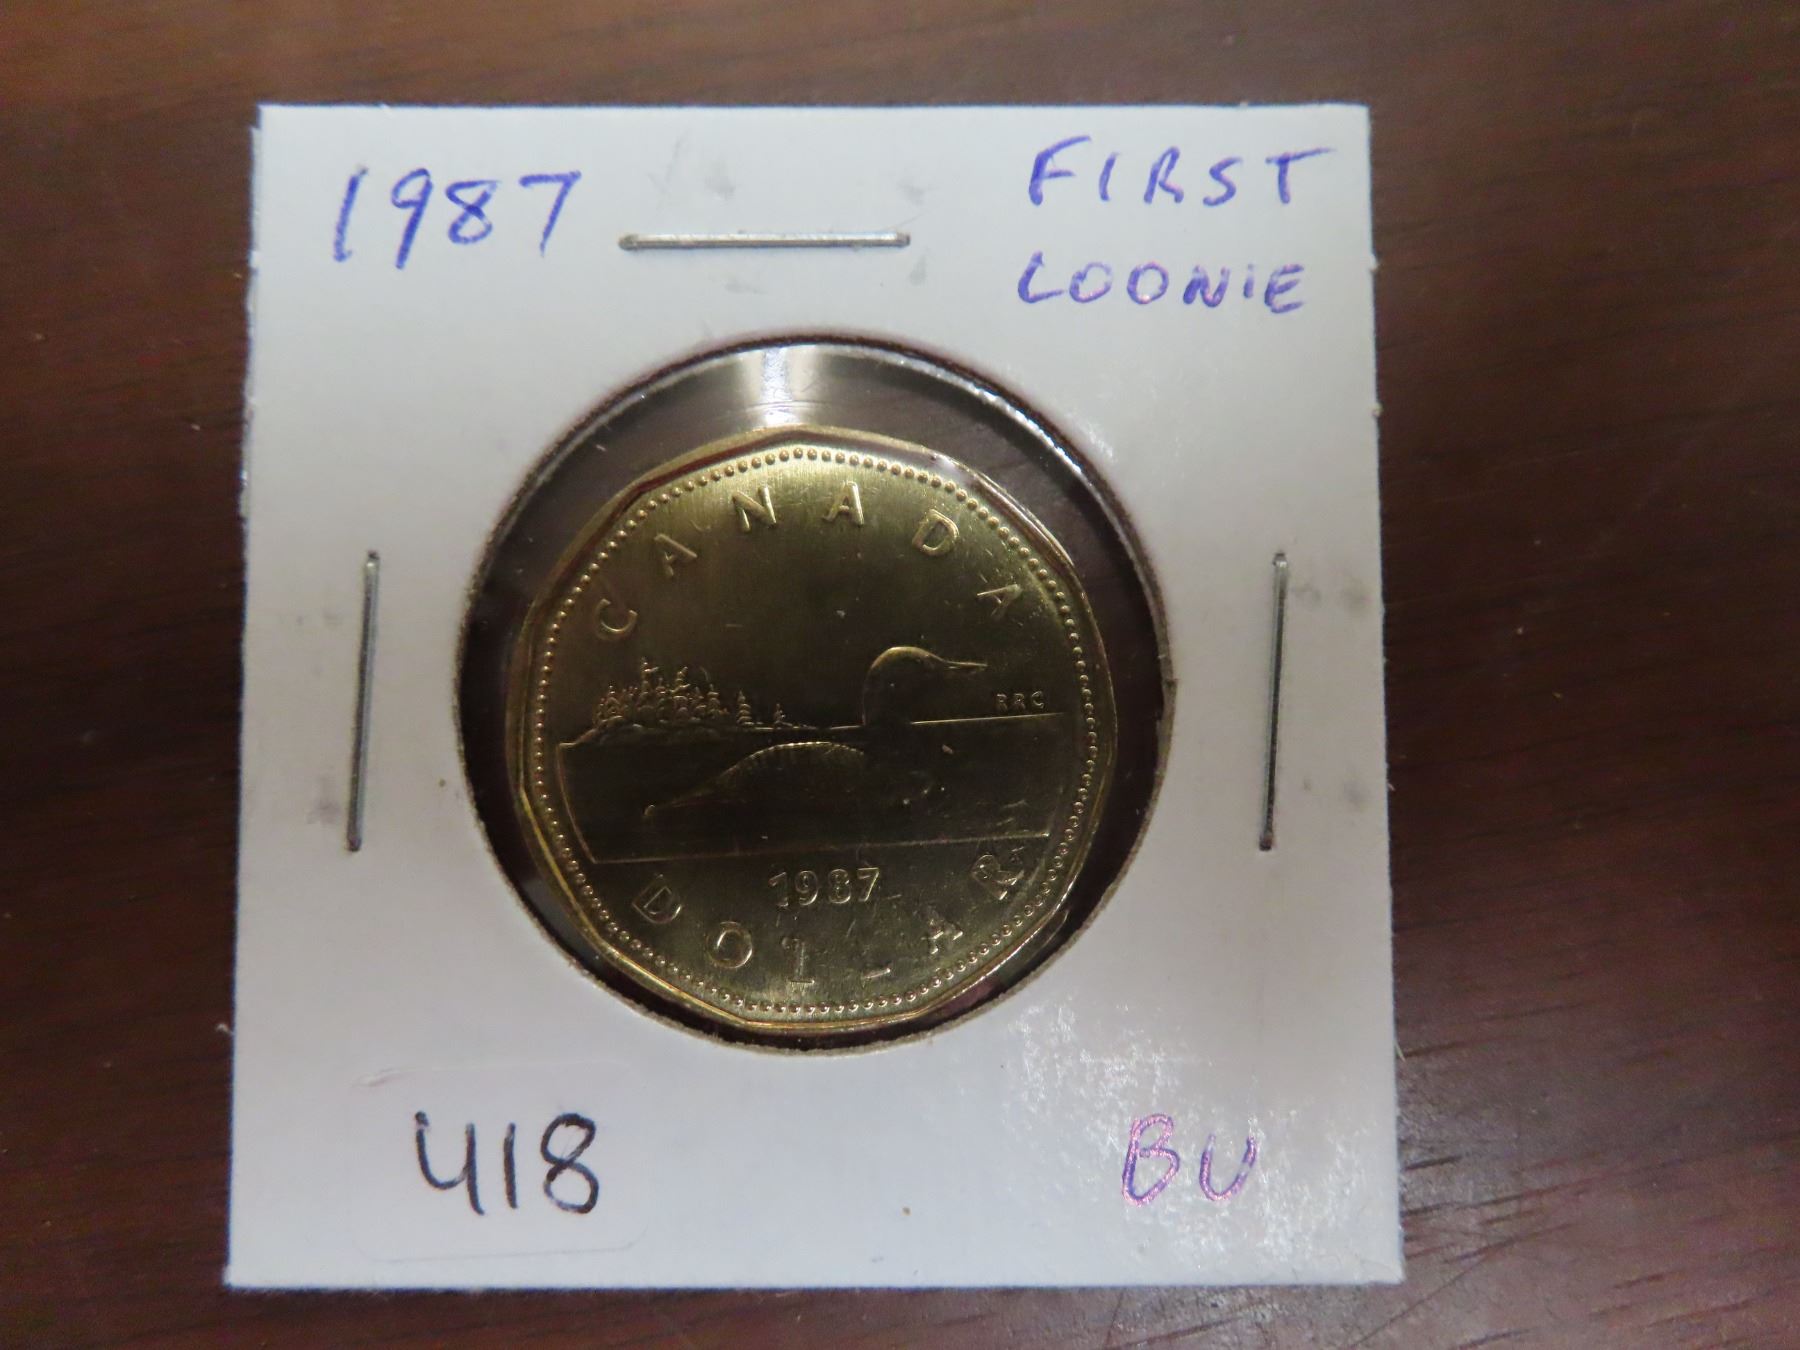 1987
FIRST
LOONIE
CANADA
RRC
1987
DOLLAR
418
BU